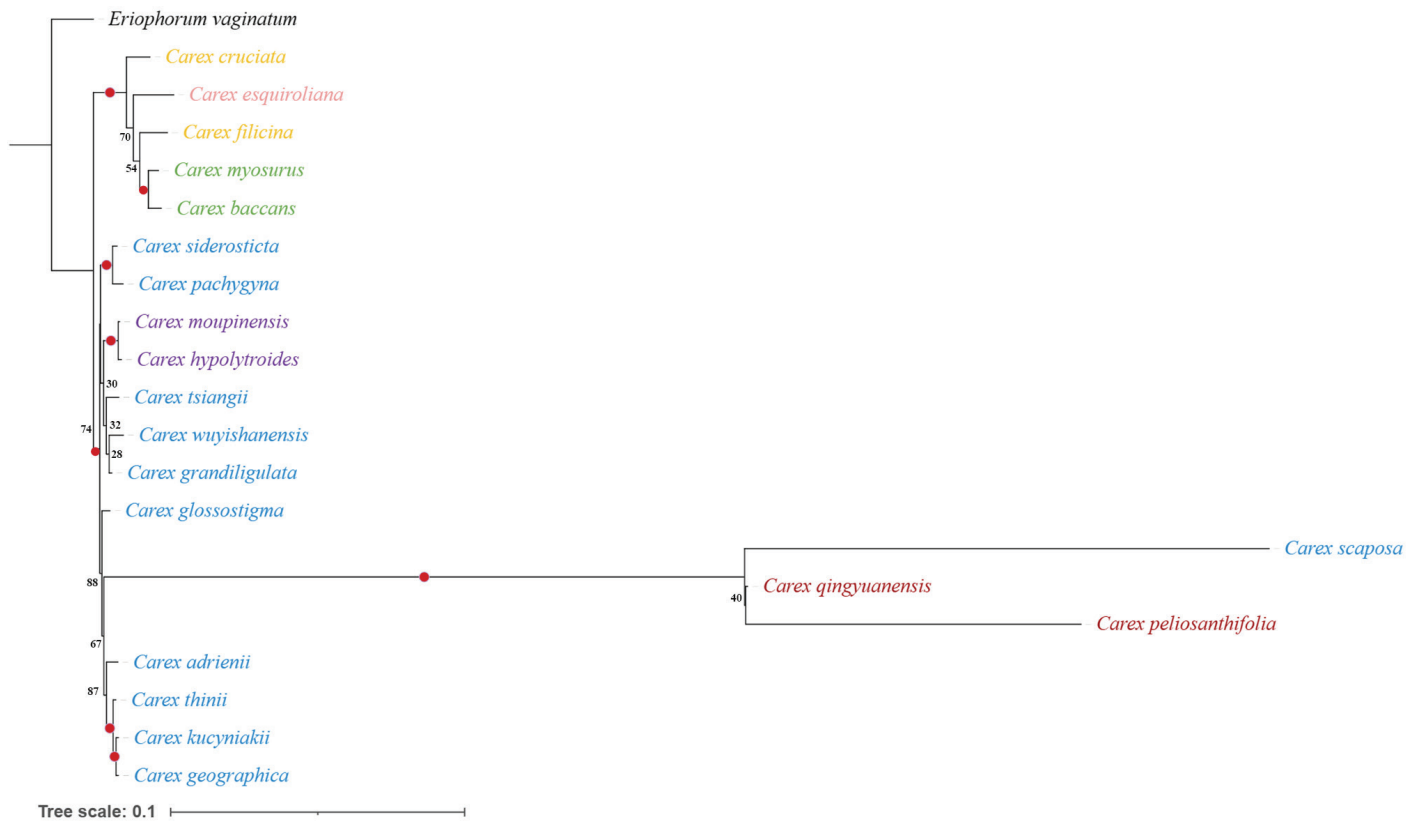 Eriophorum vaginatum
Carex cruciata
Carex esquiroliana
70
Carex filicina
54
Carex myosurus
Carex baccans
Carex siderosticta
Carex pachygyna
Carex moupinensis
Carex hypolytroides
30
Carex tsiangii
74
32
Carex wuyishanensis
28
Carex grandiligulata
Carex glossostigma
Carex scaposa
88
Carex qingyuanensis
40
Carex peliosanthifolia
67
Carex adrienii
87
Carex thinii
Carex kucyniakii
Carex geographica
Tree scale: 0.1